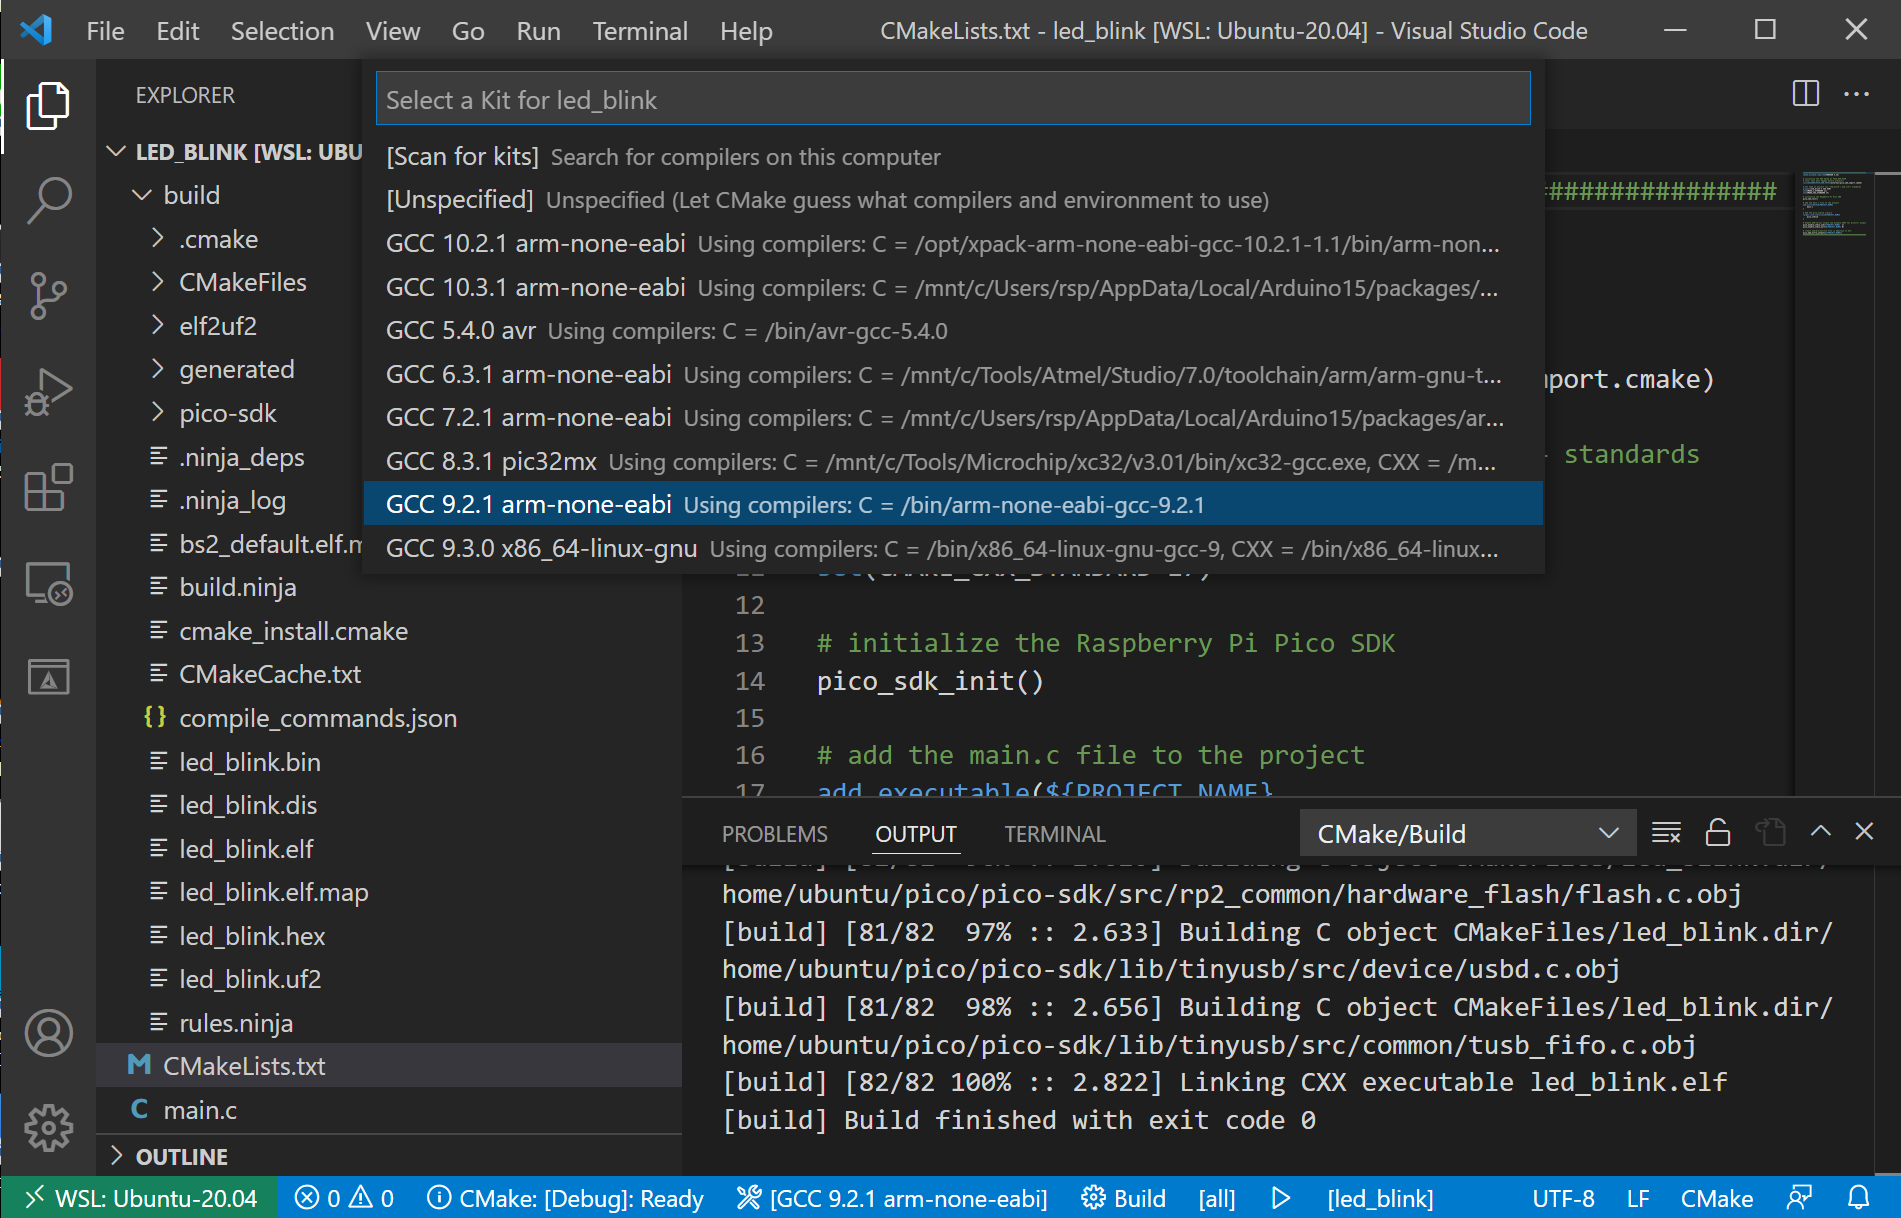 File Edit Selection View Go Run Terminal Help CMakeLists.txt - led_blink [WSL: Ubuntu-20.04] - Visual Studio Code
EXPLORER
Select a Kit for led_blink
[Scan for kits] Search for compilers on this computer
[Unspecified] Unspecified (Let CMake guess what compilers and environment to use)
GCC 10.2.1 arm-none-eabi Using compilers: C = /opt/xpack-arm-none-eabi-gcc-10.2.1-1.1/bin/arm-non...
GCC 10.3.1 arm-none-eabi Using compilers: C = /mnt/c/Users/rsp/AppData/Local/Arduino15/packages/...
GCC 5.4.0 avr Using compilers: C = /bin/avr-gcc-5.4.0
GCC 6.3.1 arm-none-eabi Using compilers: C = /mnt/c/Tools/Atmel/Studio/7.0/toolchain/arm/arm-gnu-t...
GCC 7.2.1 arm-none-eabi Using compilers: C = /mnt/c/Users/rsp/AppData/Local/Arduino15/packages/ar...
GCC 8.3.1 pic32mx Using compilers: C = /mnt/c/Tools/Microchip/xc32/v3.01/bin/xc32-gcc.exe, CXX = /m...
GCC 9.2.1 arm-none-eabi Using compilers: C = /bin/arm-none-eabi-gcc-9.2.1
GCC 9.3.0 x86_64-linux-gnu Using compilers: C = /bin/x86_64-linux-gnu-gcc-9, CXX = /bin/x86_64-linux...
LED_BLINK [WSL: UBU
build
.cmake
CMakeFiles
elf2uf2
generated
pico-sdk
.ninja_deps
.ninja_log
bs2_default.elf.m
build.ninja
cmake_install.cmake
CMakeCache.txt
{} compile_commands.json
led_blink.bin
led_blink.dis
led_blink.elf
led_blink.elf.map
led_blink.hex
led_blink.uf2
rules.ninja
M CMakeLists.txt
C main.c
OUTLINE
###############
port.cmake)
standards
12
13 # initialize the Raspberry Pi Pico SDK
14 pico_sdk_init()
15
16 # add the main.c file to the project
17 add_executable(${PROJECT_NAME}
PROBLEMS OUTPUT TERMINAL CMake/Build
home/ubuntu/pico/pico-sdk/src/rp2_common/hardware_flash/flash.c.obj
[build] [81/82  97% :: 2.633] Building C object CMakeFiles/led_blink.dir/
home/ubuntu/pico/pico-sdk/lib/tinyusb/src/device/usbd.c.obj
[build] [81/82  98% :: 2.656] Building C object CMakeFiles/led_blink.dir/
home/ubuntu/pico/pico-sdk/lib/tinyusb/src/common/tusb_fifo.c.obj
[build] [82/82 100% :: 2.822] Linking CXX executable led_blink.elf
[build] Build finished with exit code 0
WSL: Ubuntu-20.04 0 0 CMake: [Debug]: Ready [GCC 9.2.1 arm-none-eabi] Build [all] [led_blink] UTF-8 LF CMake